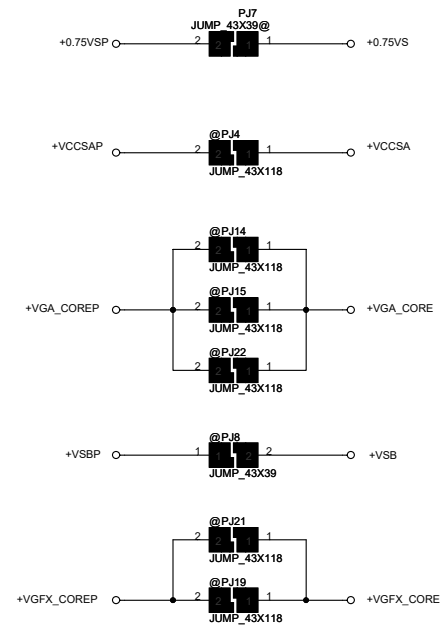 PJ7
JUMP_43X39@
+0.75VSP 2 2 1 1 +0.75VS
@PJ4
+VCCSAP 2 2 1 1 +VCCSA
JUMP_43X118
@PJ14
2 2 1 1
JUMP_43X118
@PJ15
+VGA_COREP 2 2 1 1 +VGA_CORE
JUMP_43X118
@PJ22
2 2 1 1
JUMP_43X118
@PJ8
+VSBP 1 1 2 2 +VSB
JUMP_43X39
@PJ21
2 2 1 1
JUMP_43X118
@PJ19
+VGFX_COREP 2 2 1 1 +VGFX_CORE
JUMP_43X118